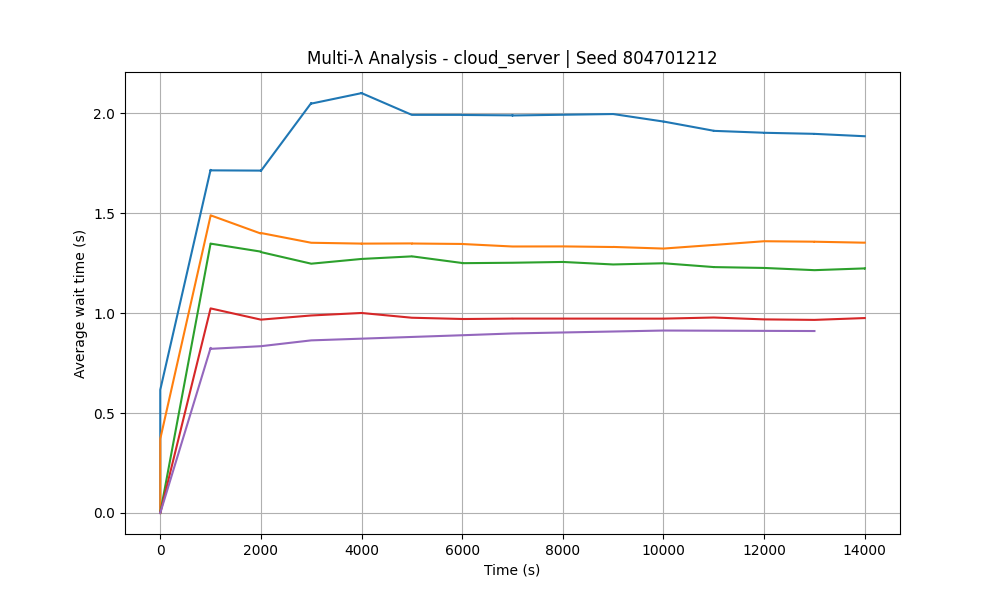 Multi-λ Analysis - cloud_server | Seed 804701212
Average wait time (s)
2.0
1.5
1.0
0.5
0.0
0 2000 4000 6000 8000 10000 12000 14000
Time (s)